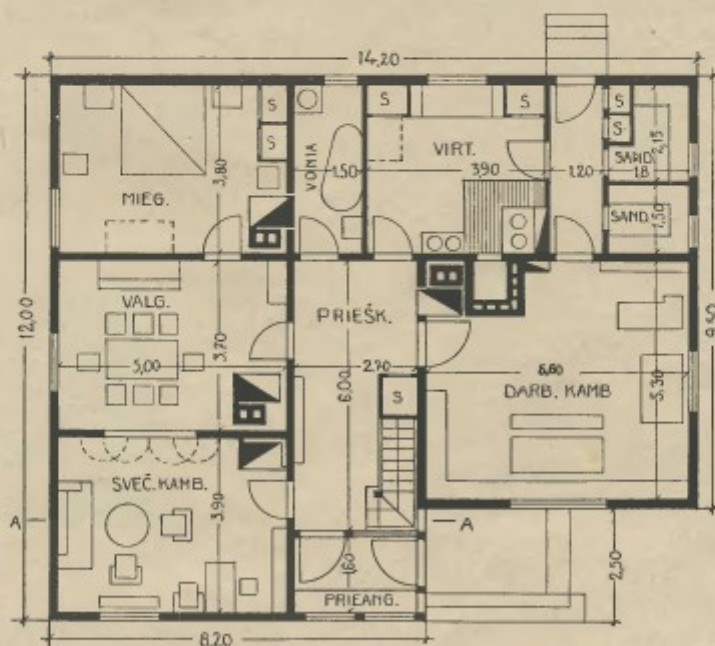 14,20
S
S
3,80
MIEG.
VONIA
1,50
S
S
VIRT.
3,90
1,20
S
S
SAND.
1,8
2,15
SAND.
1,50
12,00
VALG.
5,00
3,70
PRIEŠK.
2,70
6,00
S
DARB. KAMB
5,30
SVEČ. KAMB.
3,90
A
A
1,60
PRIEANG.
2,50
8,20